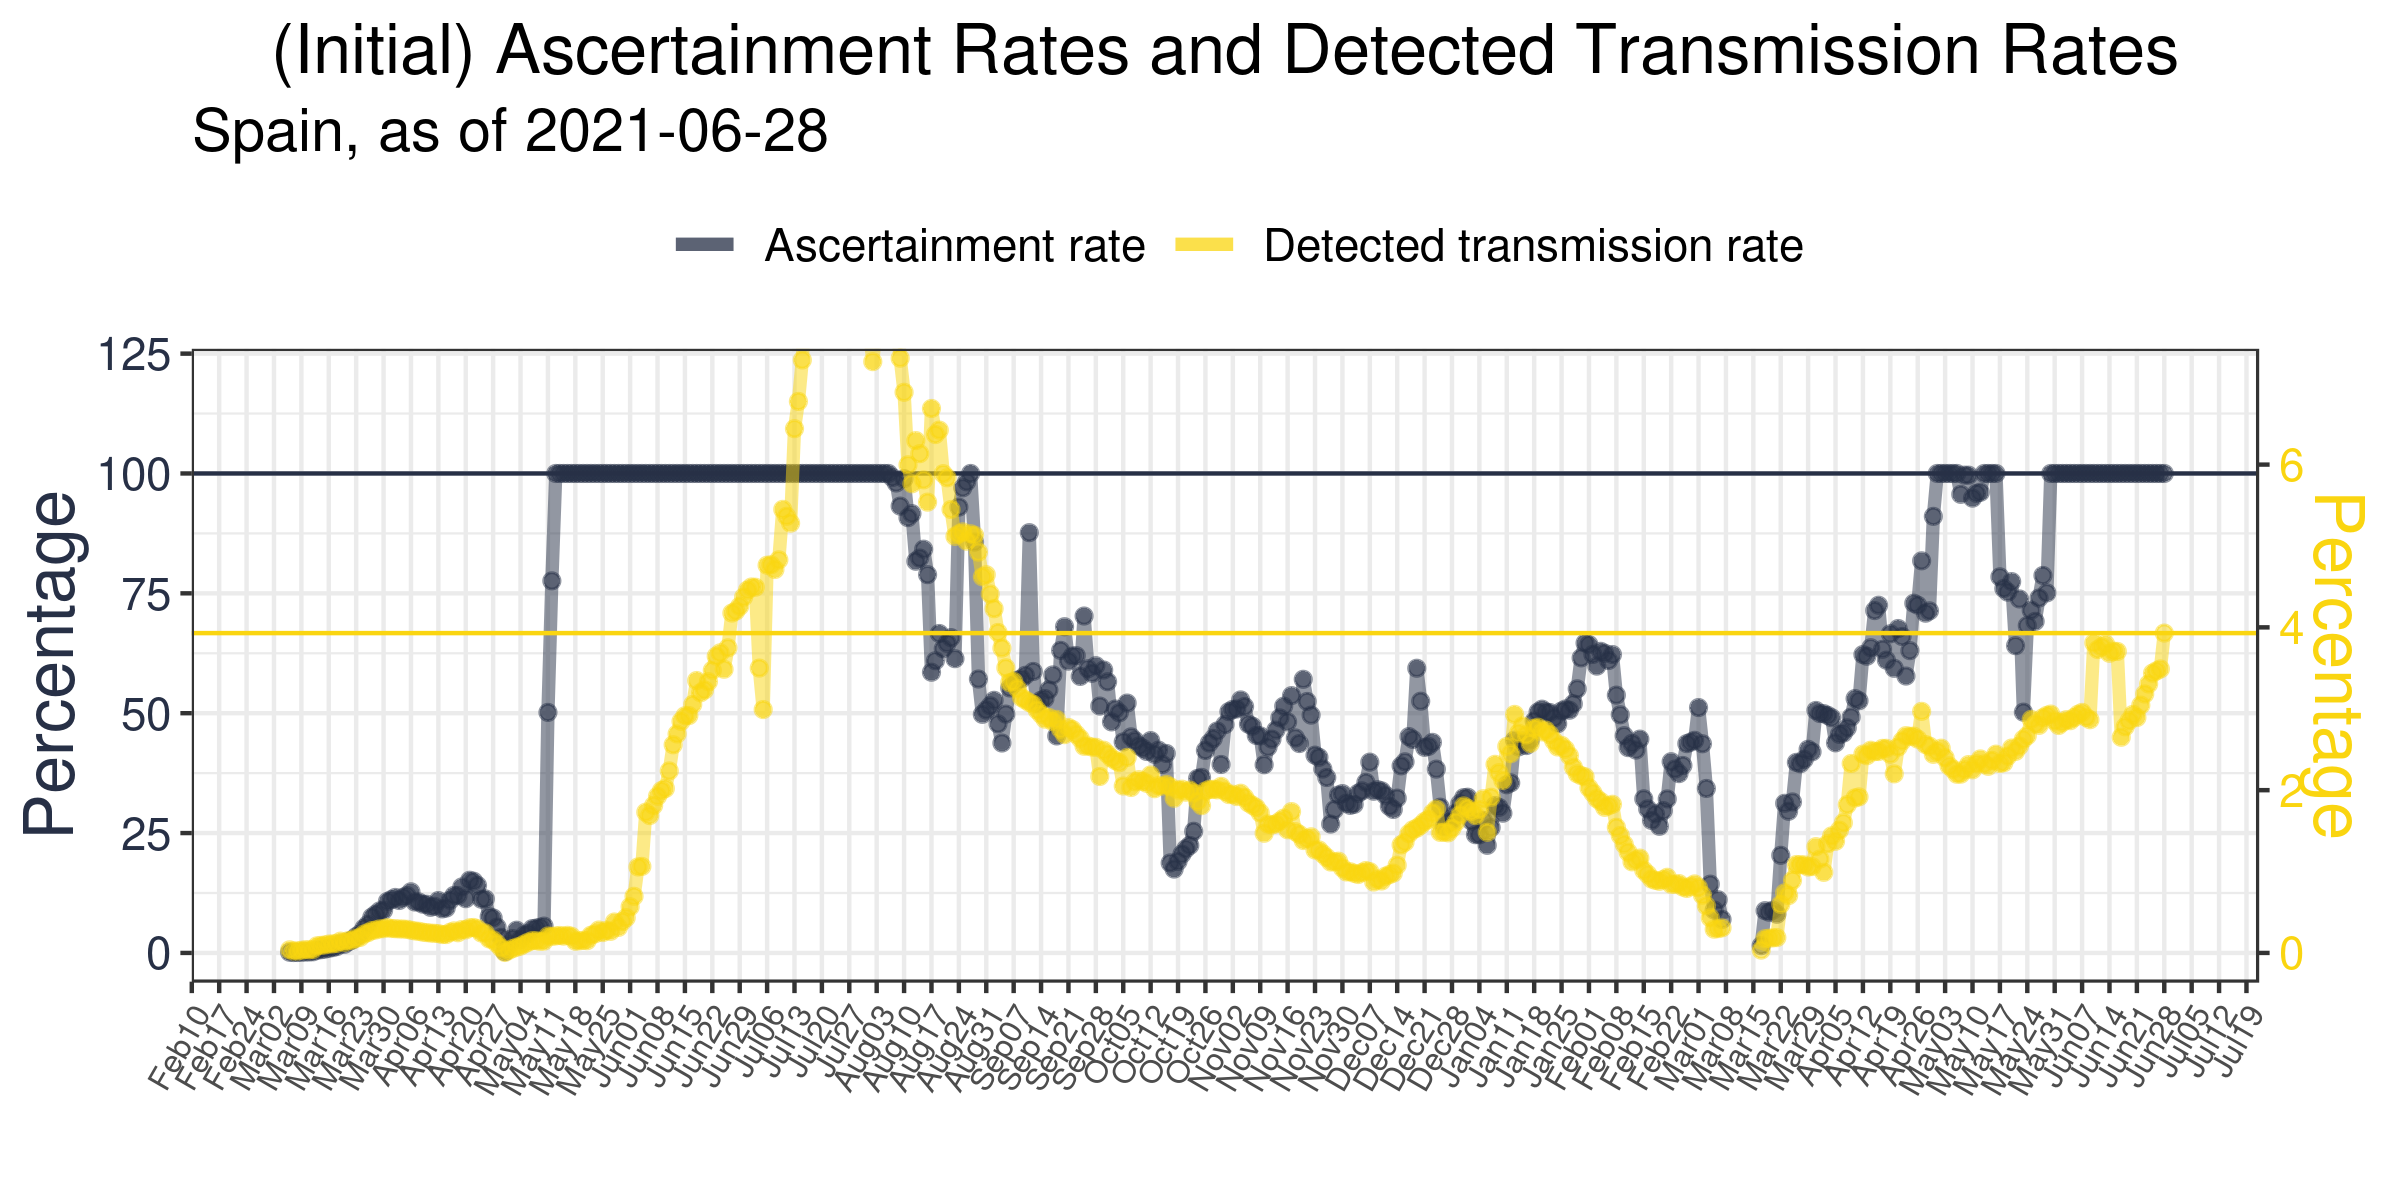 (Initial) Ascertainment Rates and Detected Transmission Rates
Spain, as of 2021-06-28
Ascertainment rate
Detected transmission rate
125
100
75
50
25
0
Percentage
6
4
2
0
Percentage
Feb10
Feb17
Feb24
Mar02
Mar09
Mar16
Mar23
Mar30
Apr06
Apr13
Apr20
Apr27
May04
May11
May18
May25
Jun01
Jun08
Jun15
Jun22
Jun29
Jul06
Jul13
Jul20
Jul27
Aug03
Aug10
Aug17
Aug24
Aug31
Sep07
Sep14
Sep21
Sep28
Oct05
Oct12
Oct19
Oct26
Nov02
Nov09
Nov16
Nov23
Nov30
Dec07
Dec14
Dec21
Dec28
Jan04
Jan11
Jan18
Jan25
Feb01
Feb08
Feb15
Feb22
Mar01
Mar08
Mar15
Mar22
Mar29
Apr05
Apr12
Apr19
Apr26
May03
May10
May17
May24
May31
Jun07
Jun14
Jun21
Jun28
Jul05
Jul12
Jul19